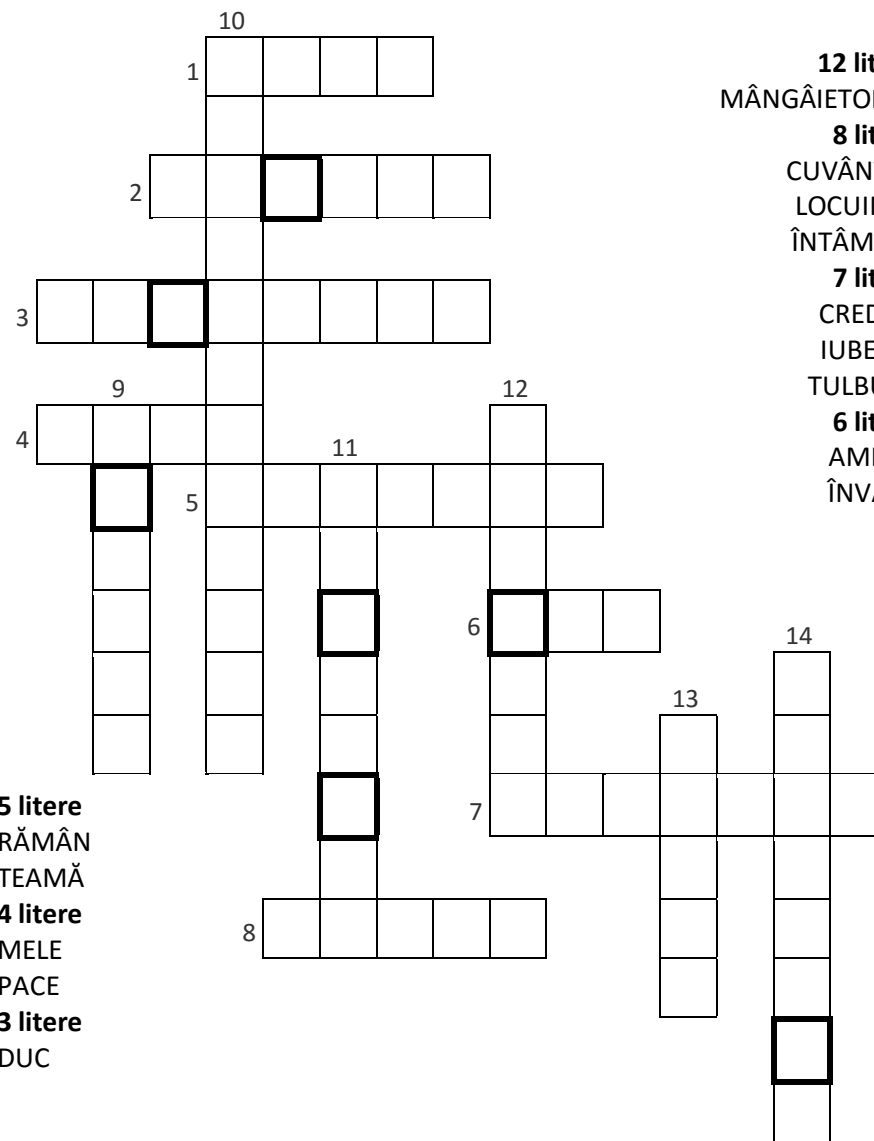 10
1
12 lit
MÂNGÂIETO
8 lit
2
CUVÂN
LOCUI
ÎNTÂM
7 lit
3
CRED
IUBE
TULB
6 lit
9
12
4
11
AM
5
ÎNV
6
14
13
7
5 litere
RĂMÂN
TEAMĂ
4 litere
MELE
8
PACE
3 litere
DUC